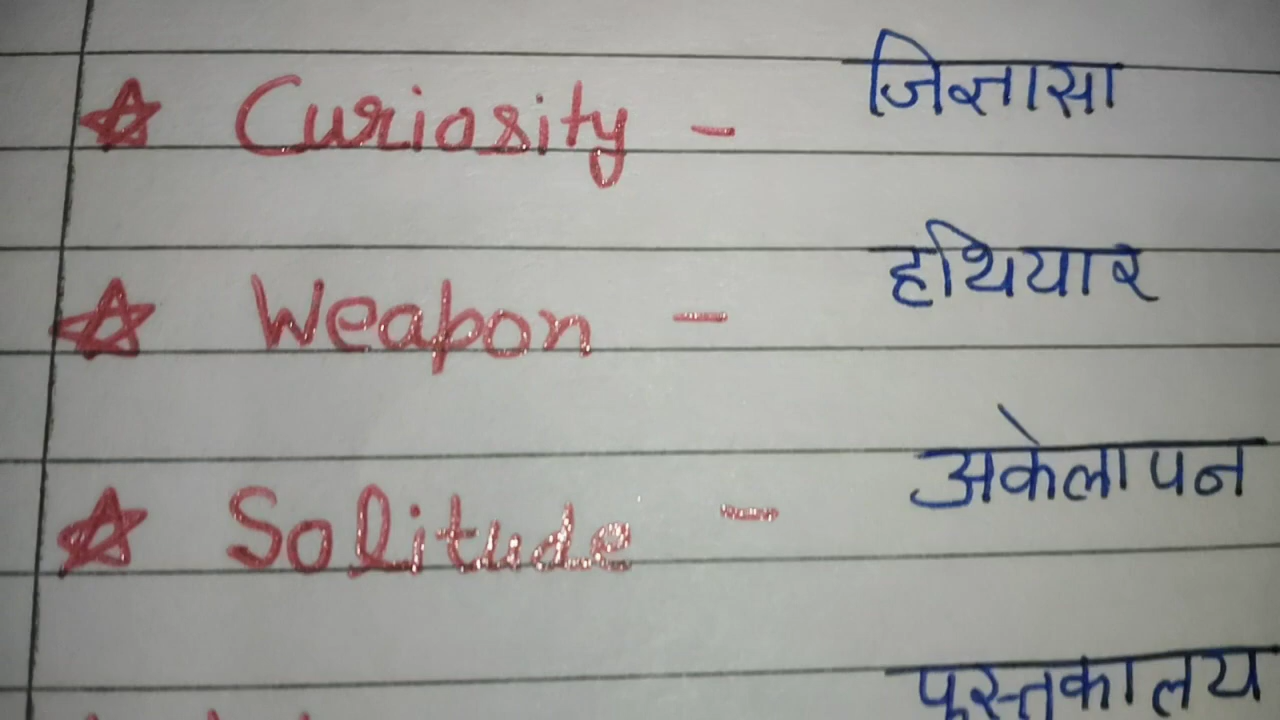 ☆ Curiosity - जिज्ञासा
☆ Weapon - हथियार
☆ Solitude - अकेलापन
पुस्तकालय